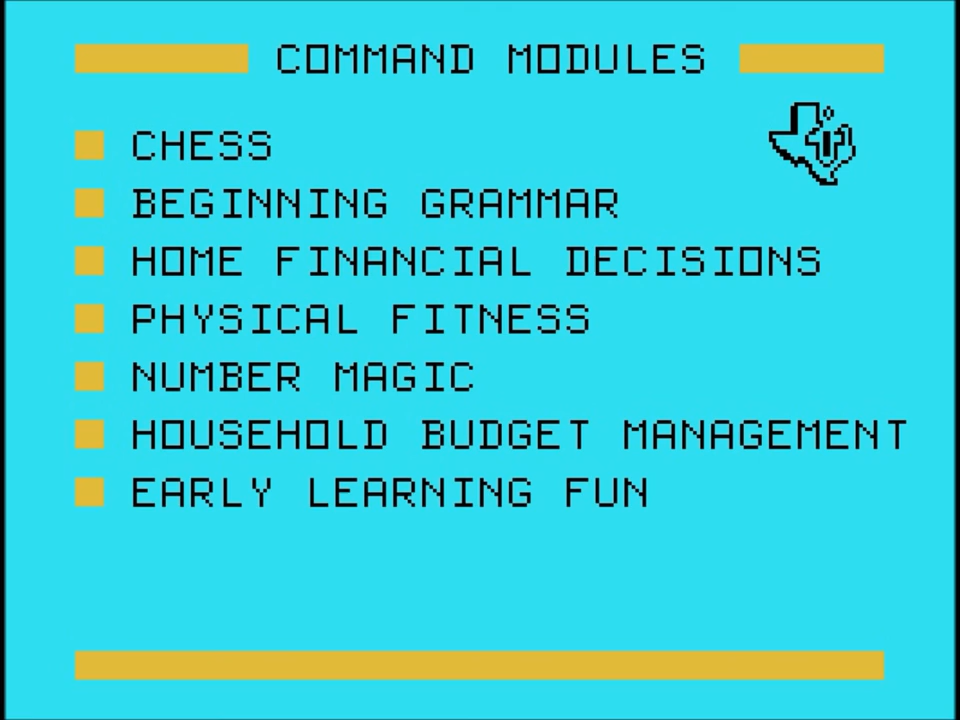 COMMAND MODULES
CHESS
BEGINNING GRAMMAR
HOME FINANCIAL DECISIONS
PHYSICAL FITNESS
NUMBER MAGIC
HOUSEHOLD BUDGET MANAGEMENT
EARLY LEARNING FUN